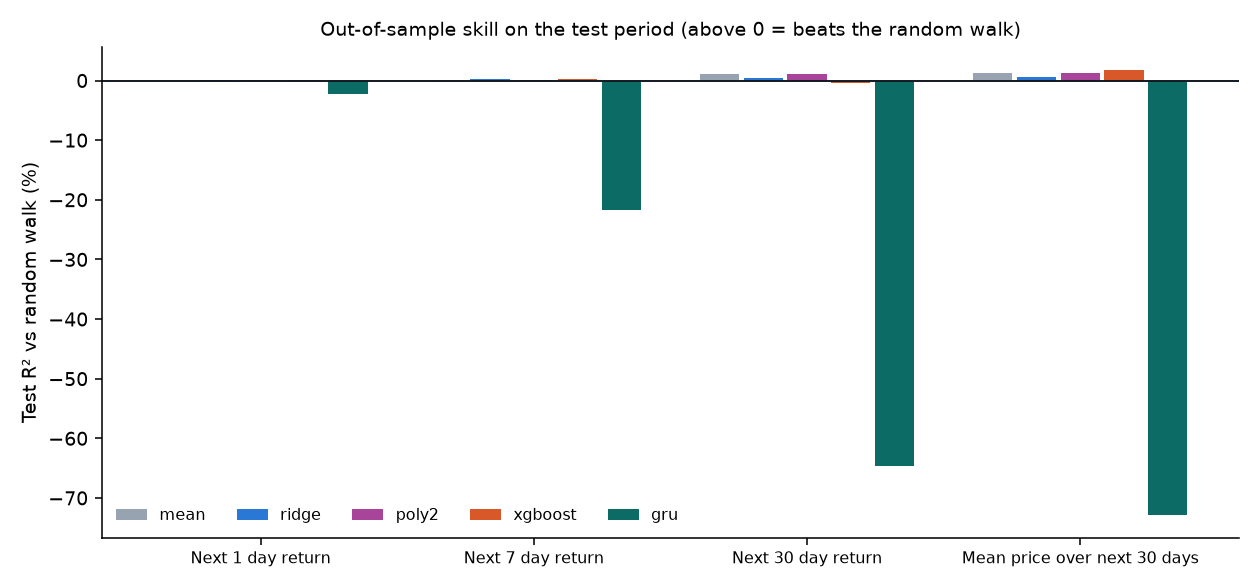 Out-of-sample skill on the test period (above 0 = beats the random walk)
Test R² vs random walk (%)
0
−10
−20
−30
−40
−50
−60
−70
mean ridge poly2 xgboost gru
Next 1 day return Next 7 day return Next 30 day return Mean price over next 30 days